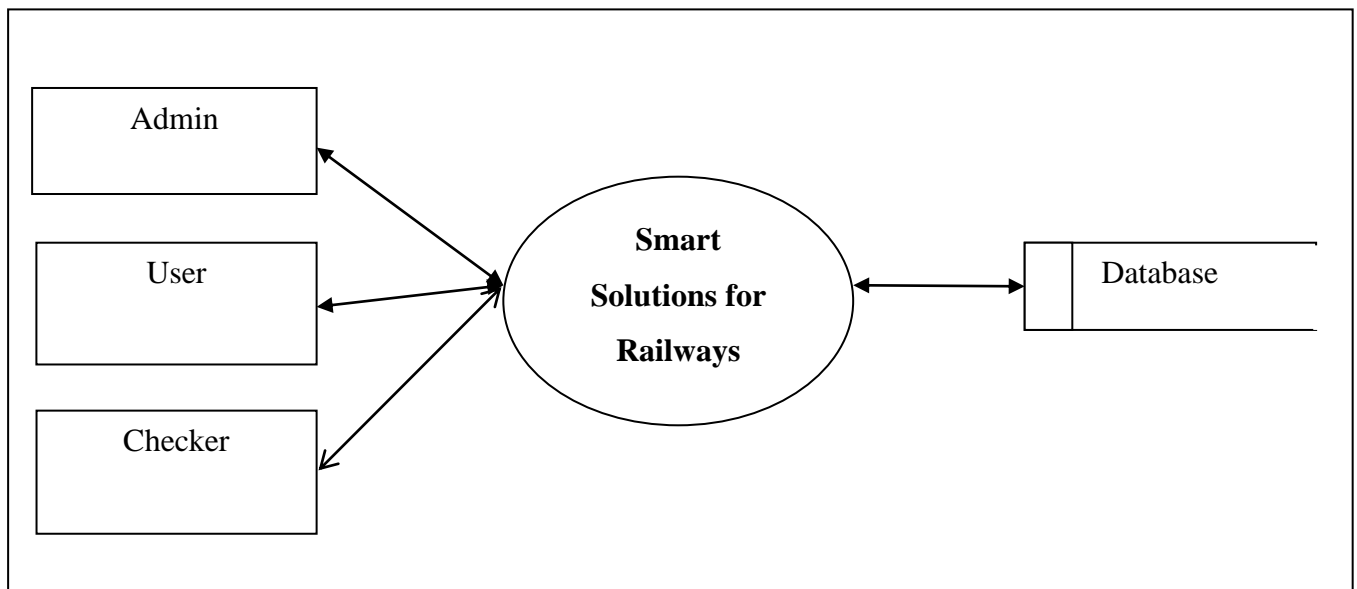 Admin
User
Checker
Smart
Solutions for
Railways
Database